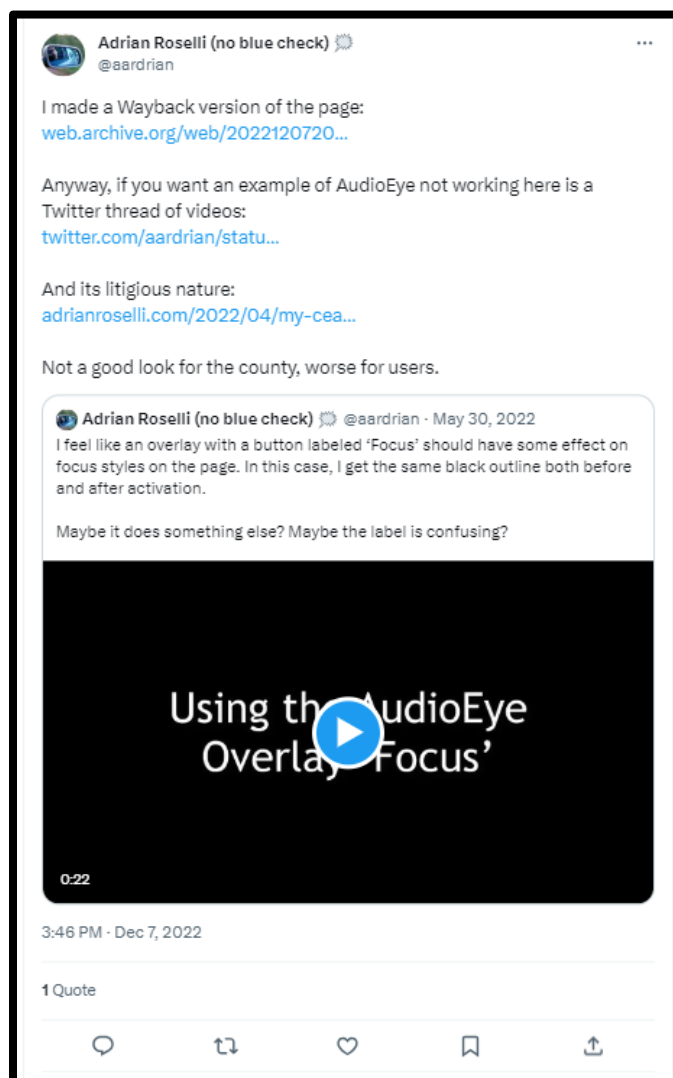 Adrian Roselli (no blue check)
@aardrian
I made a Wayback version of the page:
web.archive.org/web/2022120720...
Anyway, if you want an example of AudioEye not working here is a
Twitter thread of videos:
twitter.com/aardrian/statu...
And its litigious nature:
adrianroselli.com/2022/04/my-cea...
Not a good look for the county, worse for users.
Adrian Roselli (no blue check) @aardrian · May 30, 2022
I feel like an overlay with a button labeled ‘Focus’ should have some effect on
focus styles on the page. In this case, I get the same black outline both before
and after activation.
Maybe it does something else? Maybe the label is confusing?
Using the AudioEye
Overlay ‘Focus’
0:22
3:46 PM · Dec 7, 2022
1 Quote